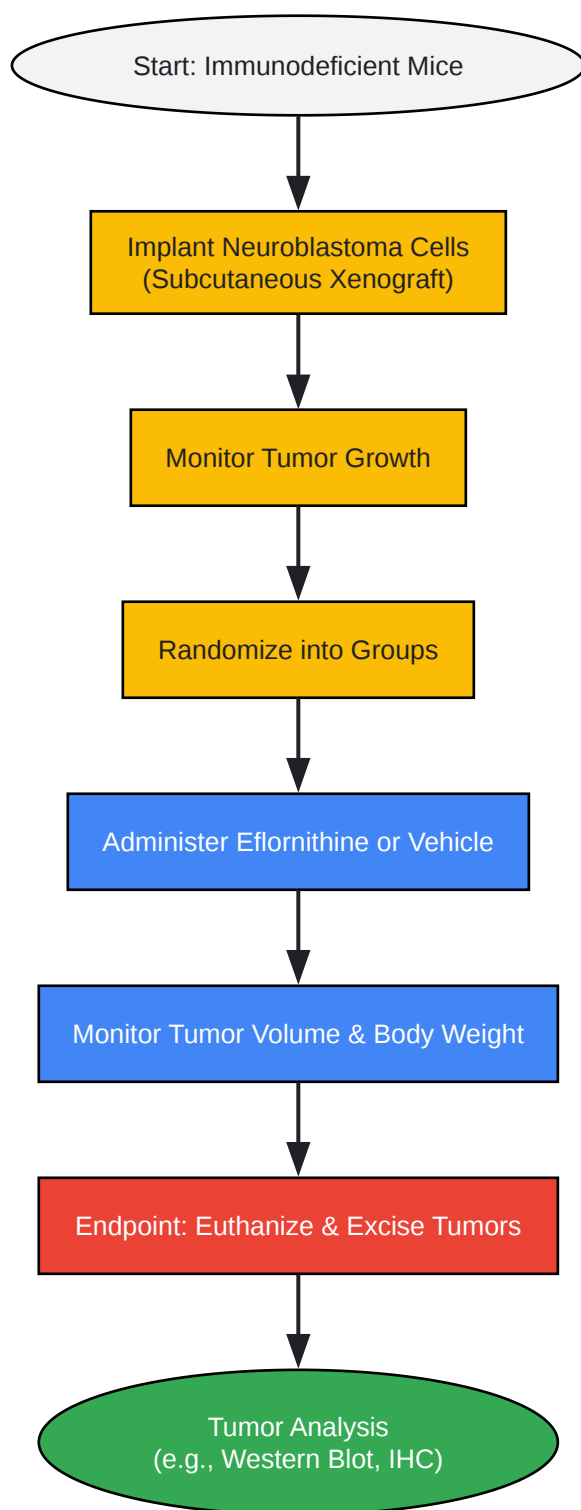 Start: Immunodeficient Mice
Implant Neuroblastoma Cells
(Subcutaneous Xenograft)
Monitor Tumor Growth
Randomize into Groups
Administer Eflornithine or Vehicle
Monitor Tumor Volume & Body Weight
Endpoint: Euthanize & Excise Tumors
Tumor Analysis
(e.g., Western Blot, IHC)